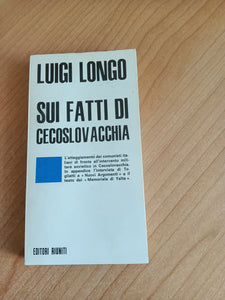 LUIGI LONGO
SUI FATTI DI
CECOSLOVACCHIA
L'atteggiamento dei comunisti ita-
liani di fronte all'intervento mili-
tare sovietico in Cecoslovacchia.
In appendice l'intervista di To-
gliatti a « Nuovi Argomenti » e il
testo del « Memoriale di Yalta »
EDITORI RIUNITI